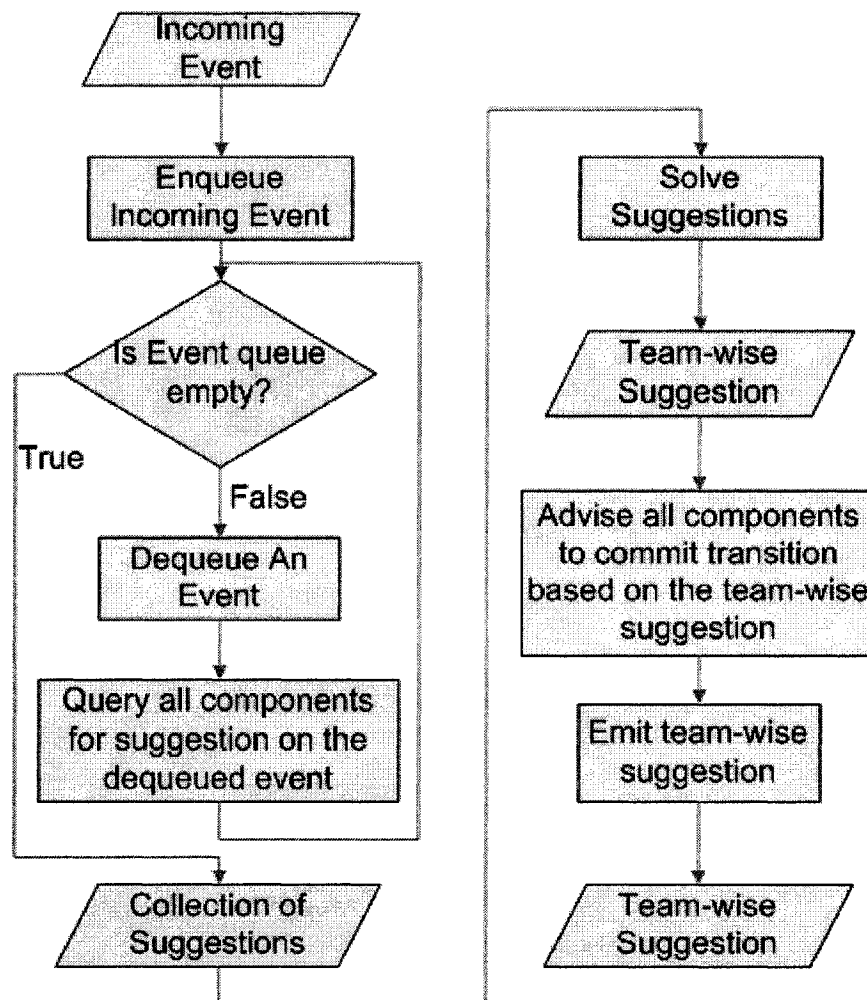 Incoming
Event
Enqueue
Incoming Event
Is Event queue
empty?
True
False
Dequeue An
Event
Query all components
for suggestion on the
dequeued event
Collection of
Suggestions
Solve
Suggestions
Team-wise
Suggestion
Advise all components
to commit transition
based on the team-wise
suggestion
Emit team-wise
suggestion
Team-wise
Suggestion